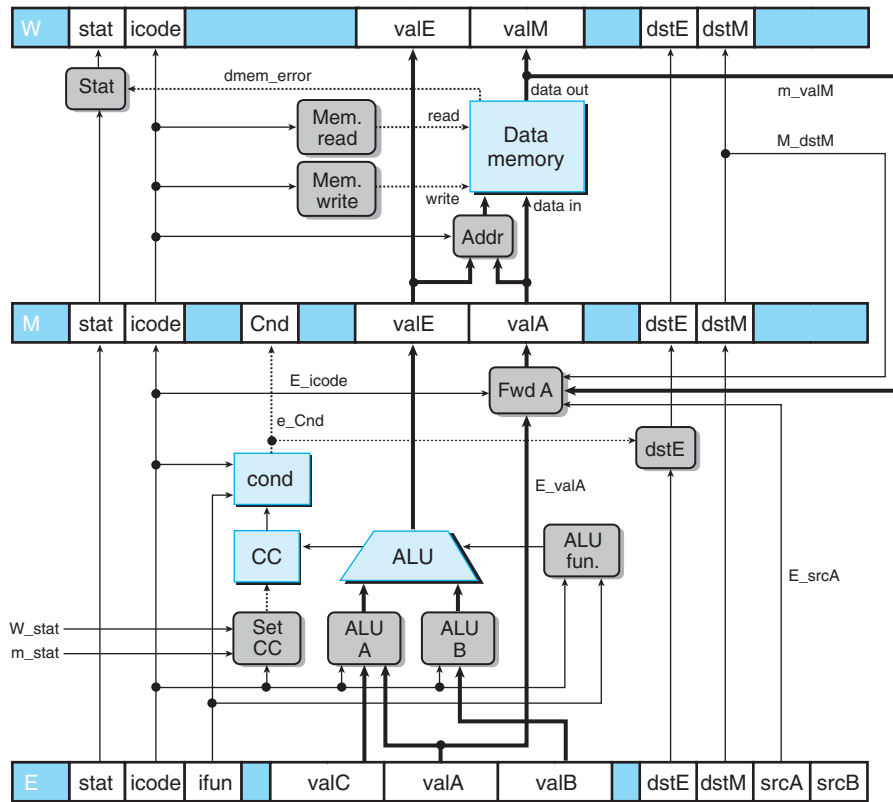 W stat icode valE valM dstE dstM
Stat
dmem_error
data out
m_valM
Mem.
read
read
Data
memory
M_dstM
Mem.
write
write
data in
Addr
M stat icode Cnd valE valA dstE dstM
E_icode
Fwd A
e_Cnd
dstE
cond
E_valA
CC
ALU
ALU
fun.
E_srcA
W_stat
m_stat
Set
CC
ALU
A
ALU
B
E stat icode ifun valC valA valB dstE dstM srcA srcB